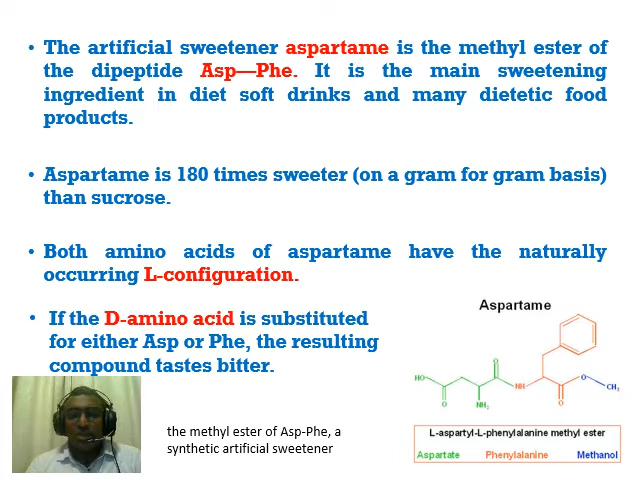 • The artificial sweetener aspartame is the methyl ester of
the dipeptide Asp—Phe. It is the main sweetening
ingredient in diet soft drinks and many dietetic food
products.
• Aspartame is 180 times sweeter (on a gram for gram basis)
than sucrose.
• Both amino acids of aspartame have the naturally
occurring L-configuration.
• If the D-amino acid is substituted
for either Asp or Phe, the resulting
compound tastes bitter.
the methyl ester of Asp-Phe, a
synthetic artificial sweetener
Aspartame
O
HO
O
NH₂
NH
O
O
CH₃
L-aspartyl-L-phenylalanine methyl ester
Aspartate Phenylalanine Methanol